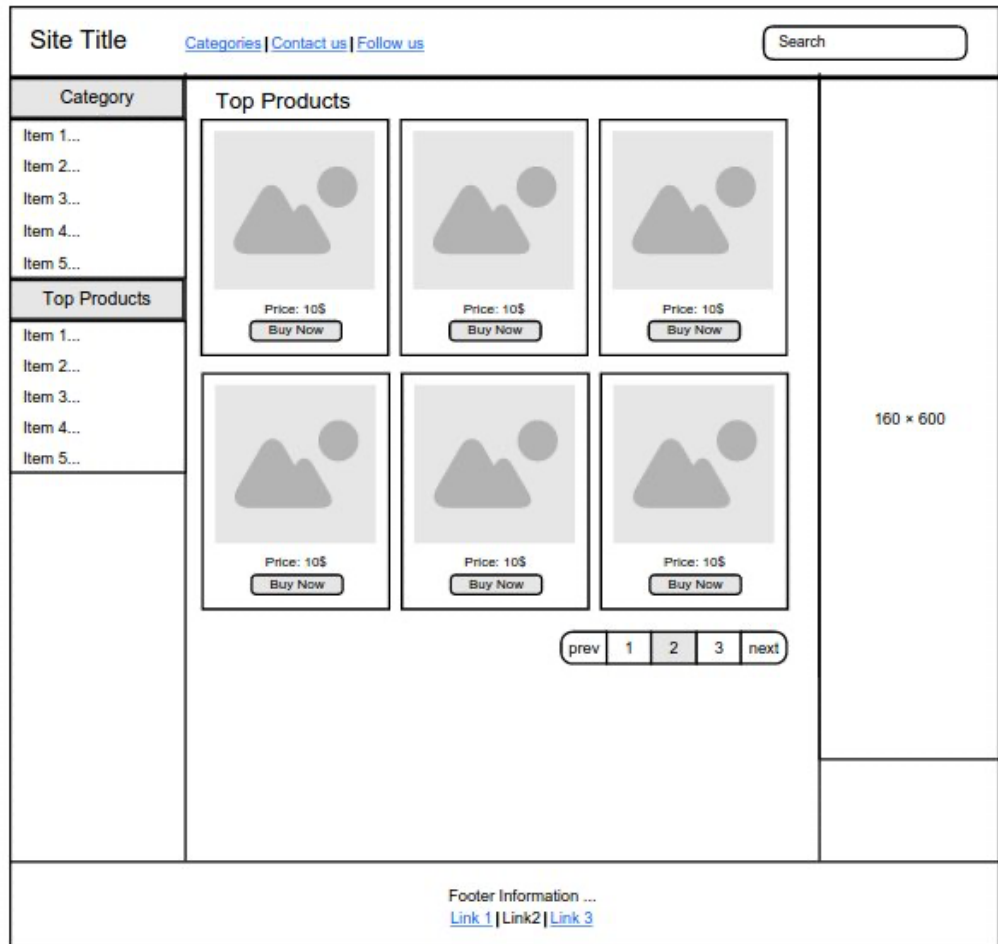 Site Title
Categories | Contact us | Follow us
Search
Category
Item 1...
Item 2...
Item 3...
Item 4...
Item 5...
Top Products
Item 1...
Item 2...
Item 3...
Item 4...
Item 5...
Top Products
Price: 10$ Price: 10$ Price: 10$
Buy Now Buy Now Buy Now
Price: 10$ Price: 10$ Price: 10$
Buy Now Buy Now Buy Now
prev 1 2 3 next
160 × 600
Footer Information ...
Link 1 | Link2 | Link 3